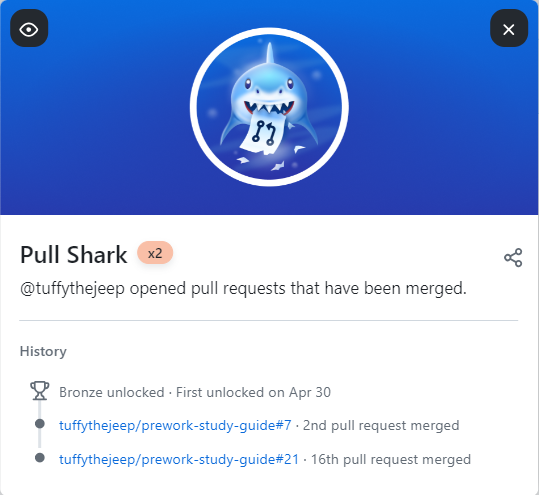 Pull Shark x2
@tuffythejeep opened pull requests that have been merged.
History
Bronze unlocked · First unlocked on Apr 30
tuffythejeep/prework-study-guide#7 · 2nd pull request merged
tuffythejeep/prework-study-guide#21 · 16th pull request merged